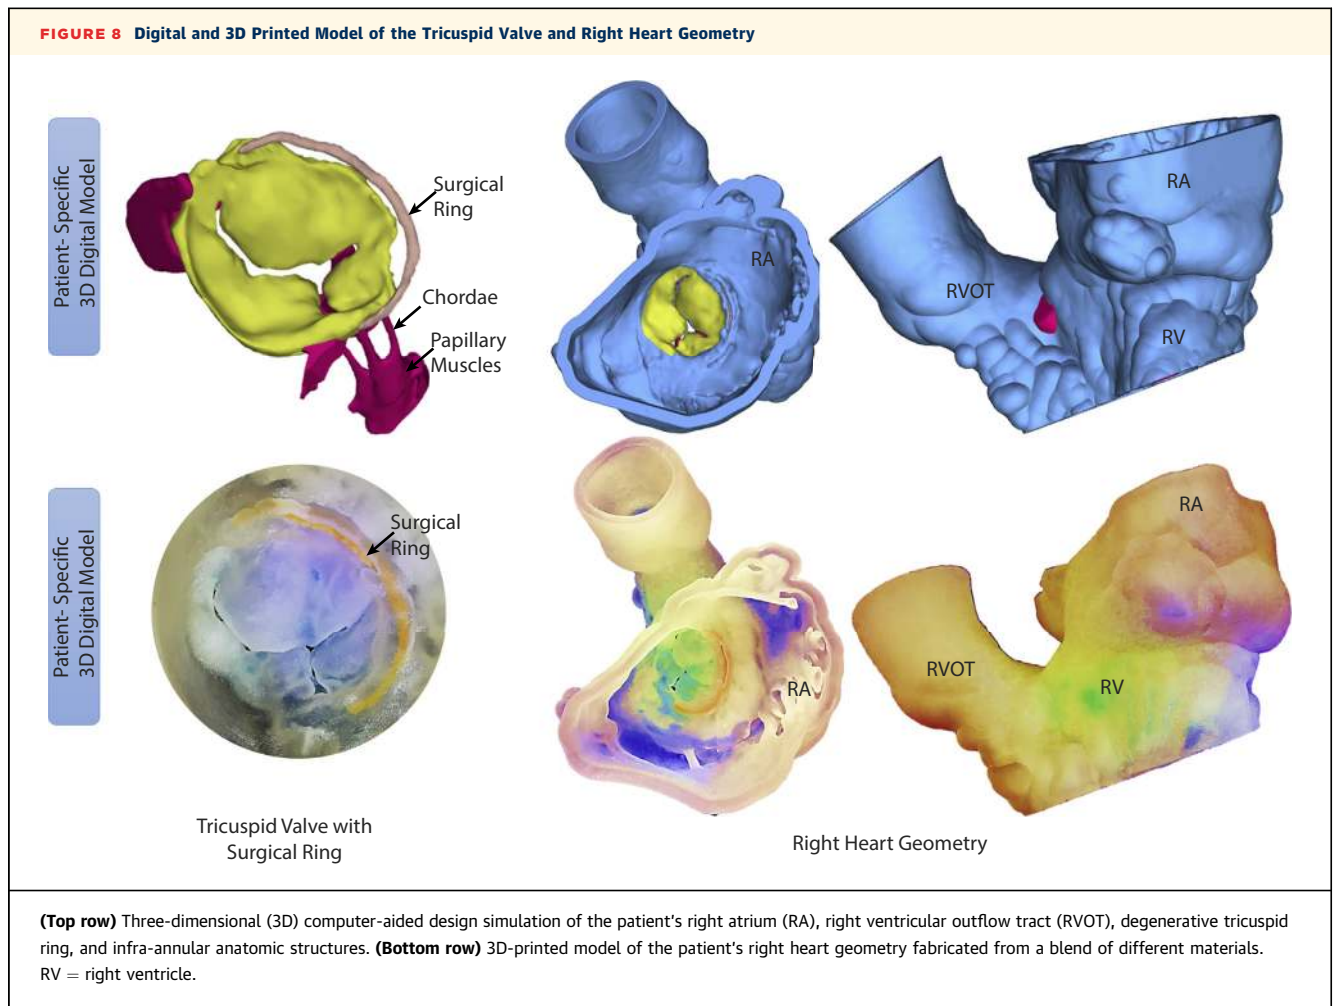 FIGURE 8 Digital and 3D Printed Model of the Tricuspid Valve and Right Heart Geometry
Patient- Specific
3D Digital Model
Surgical
Ring
Chordae
Papillary
Muscles
RA
RVOT
RA
RV
Patient- Specific
3D Digital Model
Surgical
Ring
RA
RVOT
RA
RV
Tricuspid Valve with
Surgical Ring
Right Heart Geometry
(Top row) Three-dimensional (3D) computer-aided design simulation of the patient's right atrium (RA), right ventricular outflow tract (RVOT), degenerative tricuspid
ring, and infra-annular anatomic structures. (Bottom row) 3D-printed model of the patient's right heart geometry fabricated from a blend of different materials.
RV = right ventricle.